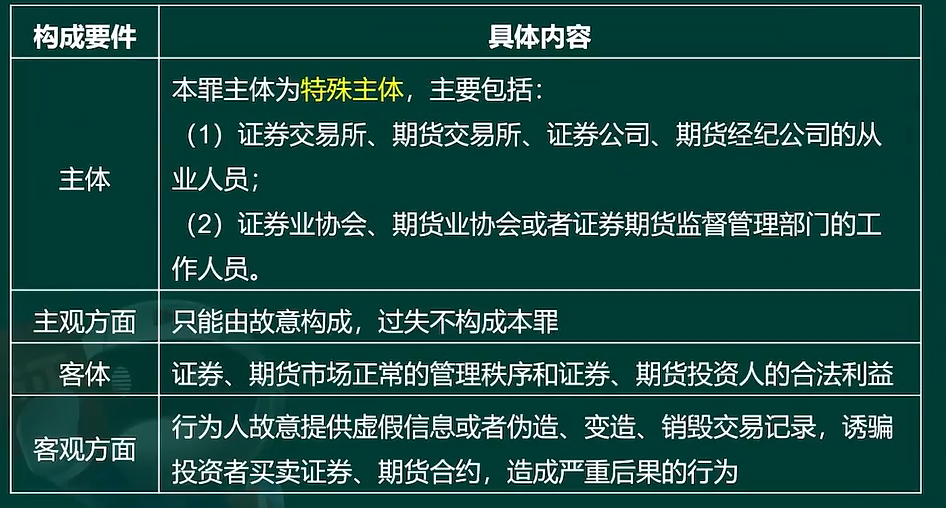 构成要件
具体内容
主体
本罪主体为特殊主体，主要包括：
（1）证券交易所、期货交易所、证券公司、期货经纪公司的从
业人员；
（2）证券业协会、期货业协会或者证券期货监督管理部门的工
作人员。
主观方面
只能由故意构成，过失不构成本罪
客体
证券、期货市场正常的管理秩序和证券、期货投资人的合法利益
客观方面
行为人故意提供虚假信息或者伪造、变造、销毁交易记录，诱骗
投资者买卖证券、期货合约，造成严重后果的行为